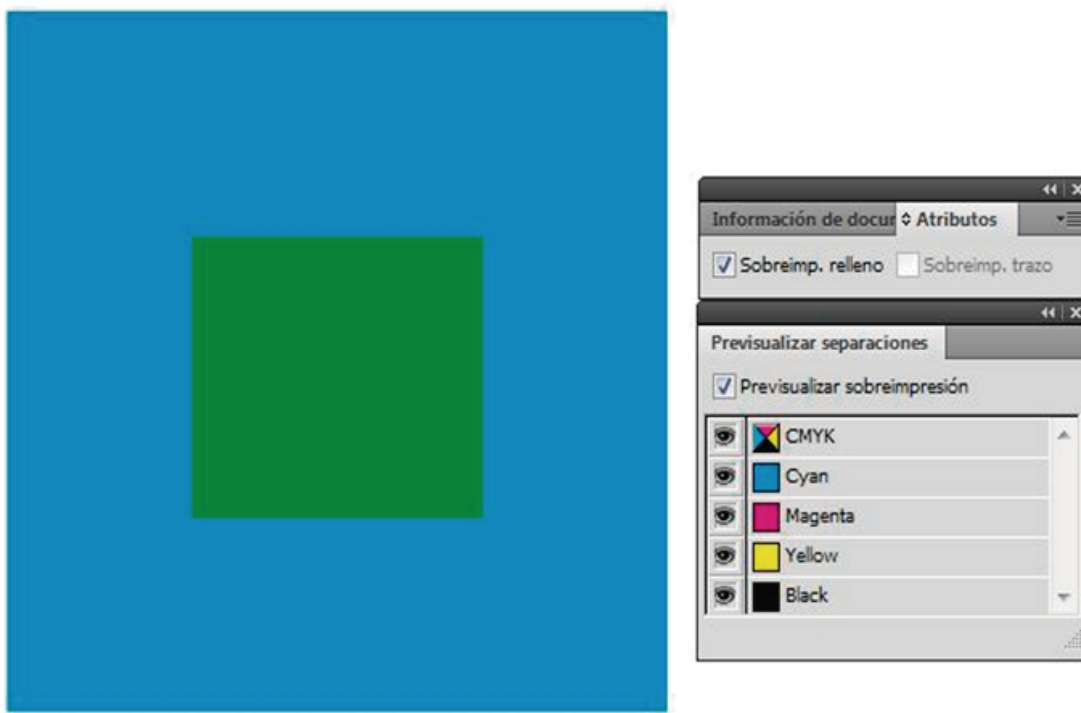 Información de docur
Atributos
Sobreimp. relleno
Sobreimp. trazo
Previsualizar separaciones
Previsualizar sobreimpresión
CMYK
Cyan
Magenta
Yellow
Black